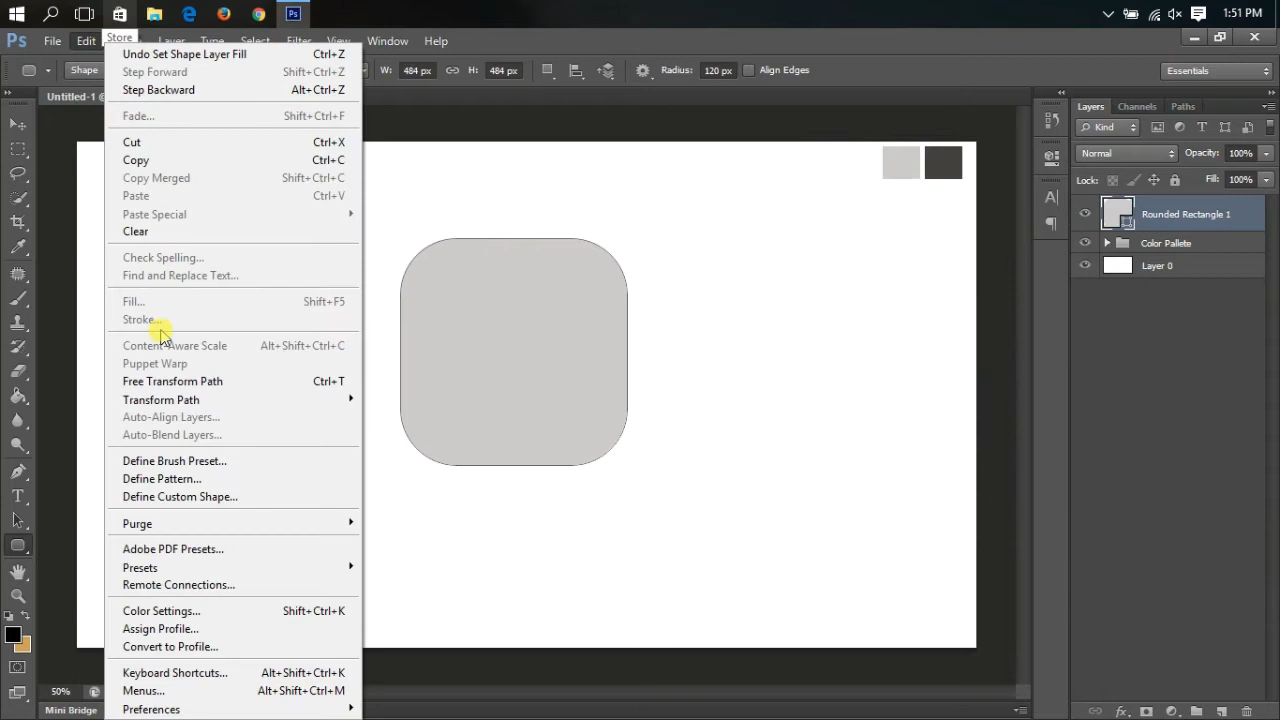 1:51 PM
Store
Ps File Edit Layer Type Select Filter View Window Help
Shape W: 484 px H: 484 px Radius: 120 px Align Edges Essentials
Untitled-1 @
Undo Set Shape Layer Fill Ctrl+Z
Step Forward Shift+Ctrl+Z
Step Backward Alt+Ctrl+Z
Fade... Shift+Ctrl+F
Cut Ctrl+X
Copy Ctrl+C
Copy Merged Shift+Ctrl+C
Paste Ctrl+V
Paste Special
Clear
Check Spelling...
Find and Replace Text...
Fill... Shift+F5
Stroke...
Content-Aware Scale Alt+Shift+Ctrl+C
Puppet Warp
Free Transform Path Ctrl+T
Transform Path
Auto-Align Layers...
Auto-Blend Layers...
Define Brush Preset...
Define Pattern...
Define Custom Shape...
Purge
Adobe PDF Presets...
Presets
Remote Connections...
Color Settings... Shift+Ctrl+K
Assign Profile...
Convert to Profile...
Keyboard Shortcuts... Alt+Shift+Ctrl+K
Menus... Alt+Shift+Ctrl+M
Preferences
Layers Channels Paths
Kind
Normal Opacity: 100%
Lock: Fill: 100%
Rounded Rectangle 1
Color Pallete
Layer 0
50%
Mini Bridge